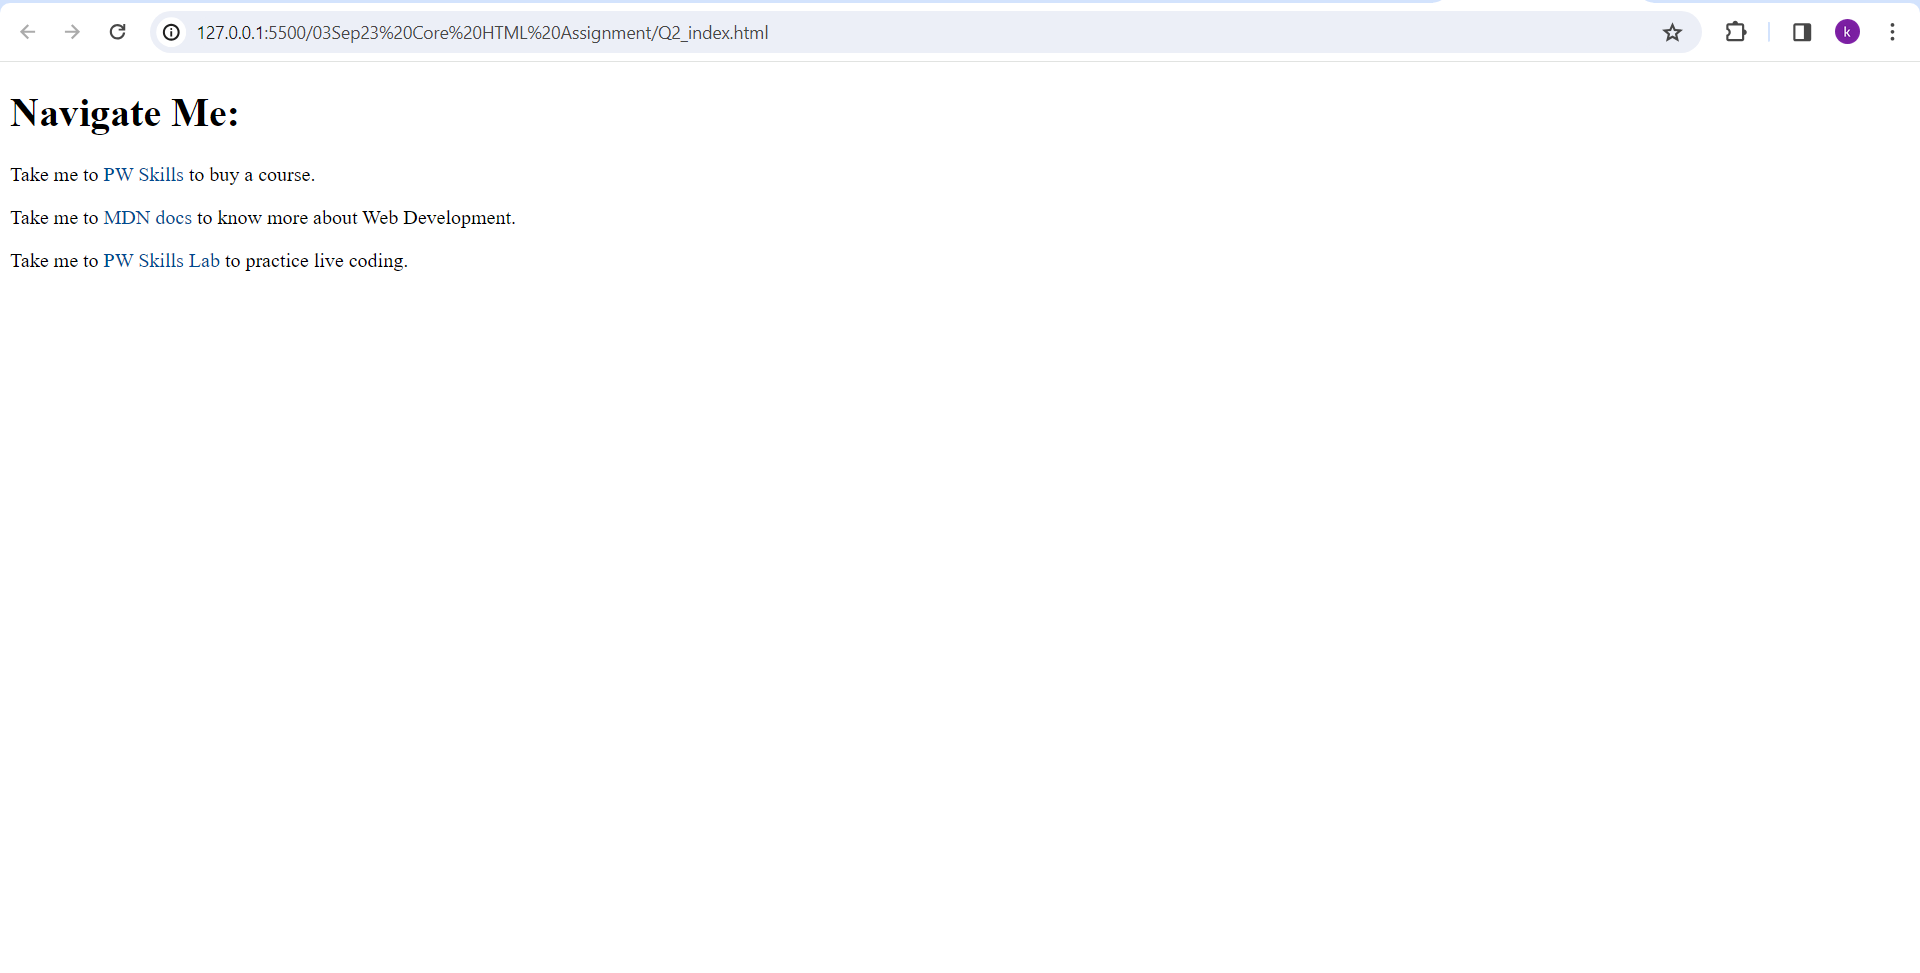 127.0.0.1:5500/03Sep23%20Core%20HTML%20Assignment/Q2_index.html
k
Navigate Me:
Take me to PW Skills to buy a course.
Take me to MDN docs to know more about Web Development.
Take me to PW Skills Lab to practice live coding.